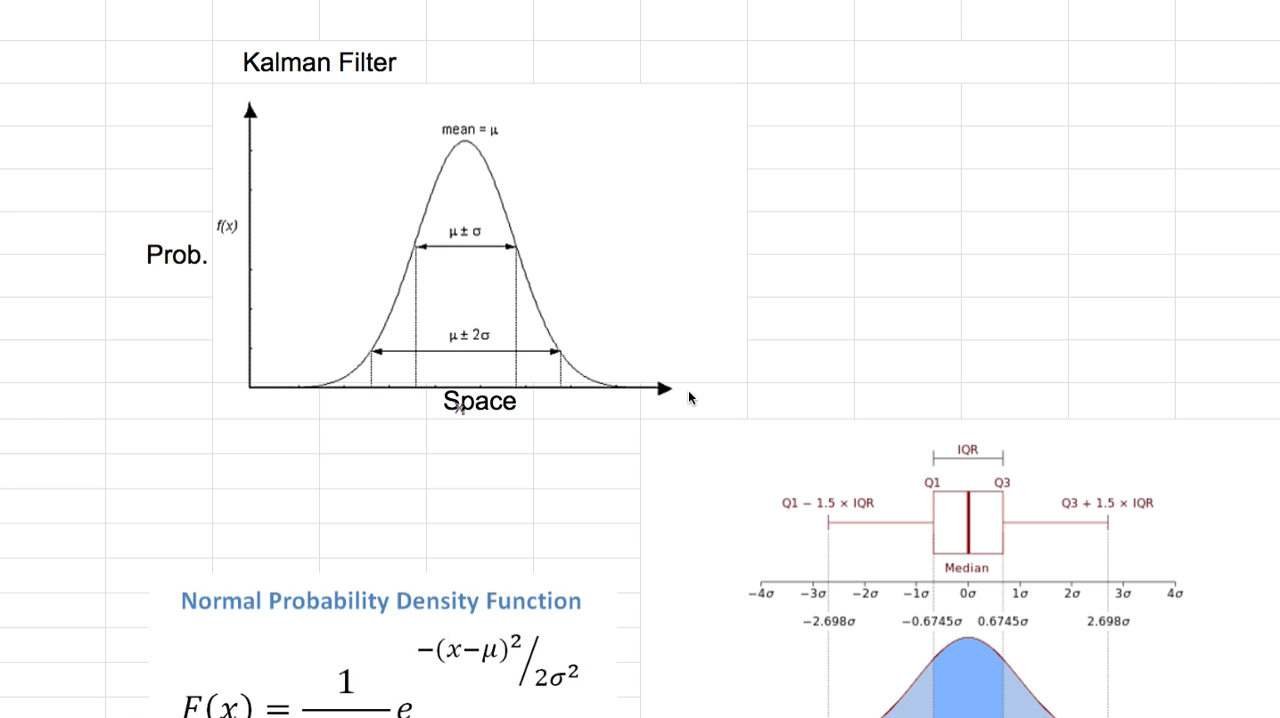 Kalman Filter
mean = μ
f(x)
μ ± σ
Prob.
μ ± 2σ
Space
x
IQR
Q1 Q3
Q1 − 1.5 × IQR Q3 + 1.5 × IQR
Median
−4σ −3σ −2σ −1σ 0σ 1σ 2σ 3σ 4σ
−2.698σ −0.6745σ 0.6745σ 2.698σ
Normal Probability Density Function
F(x) = 1 e −(x−μ)²/2σ²